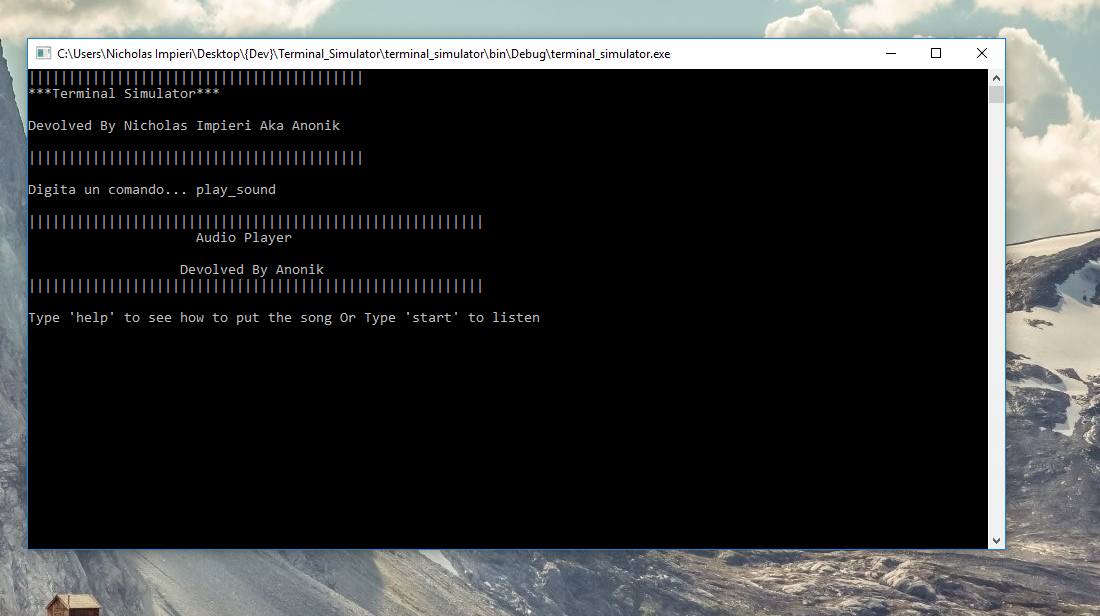 C:\Users\Nicholas Impieri\Desktop\{Dev}\Terminal_Simulator\terminal_simulator\bin\Debug\terminal_simulator.exe
||||||||||||||||||||||||||||||||||||||||||
***Terminal Simulator***
Devolved By Nicholas Impieri Aka Anonik
||||||||||||||||||||||||||||||||||||||||||
Digita un comando... play_sound
|||||||||||||||||||||||||||||||||||||||||||||||||||||||||
Audio Player
Devolved By Anonik
|||||||||||||||||||||||||||||||||||||||||||||||||||||||||
Type 'help' to see how to put the song Or Type 'start' to listen